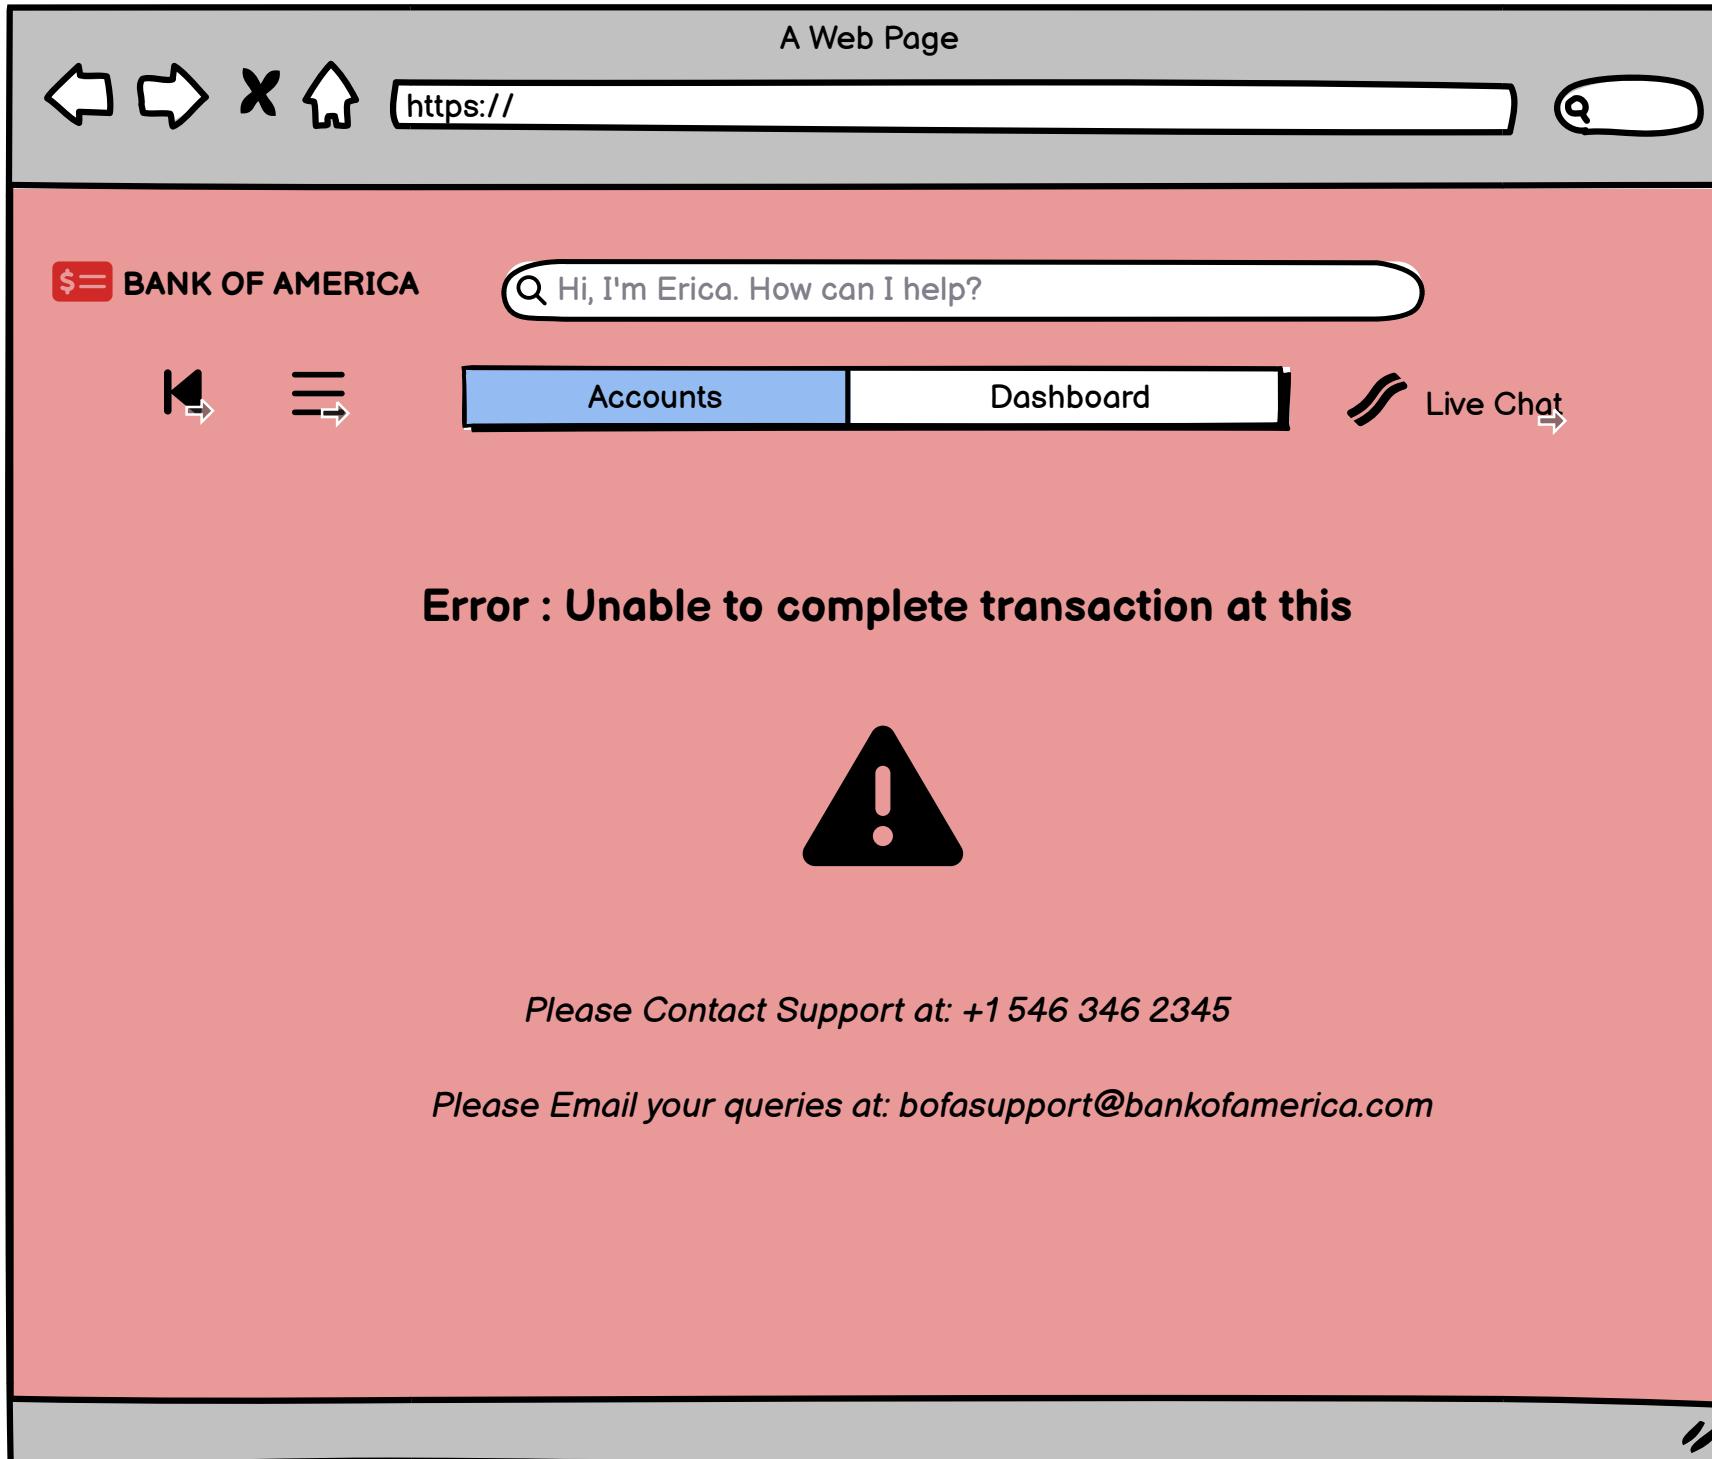 A Web Page
https://
BANK OF AMERICA
Hi, I'm Erica. How can I help?
Accounts
Dashboard
Live Chat
Error : Unable to complete transaction at this
Please Contact Support at: +1 546 346 2345
Please Email your queries at: bofasupport@bankofamerica.com